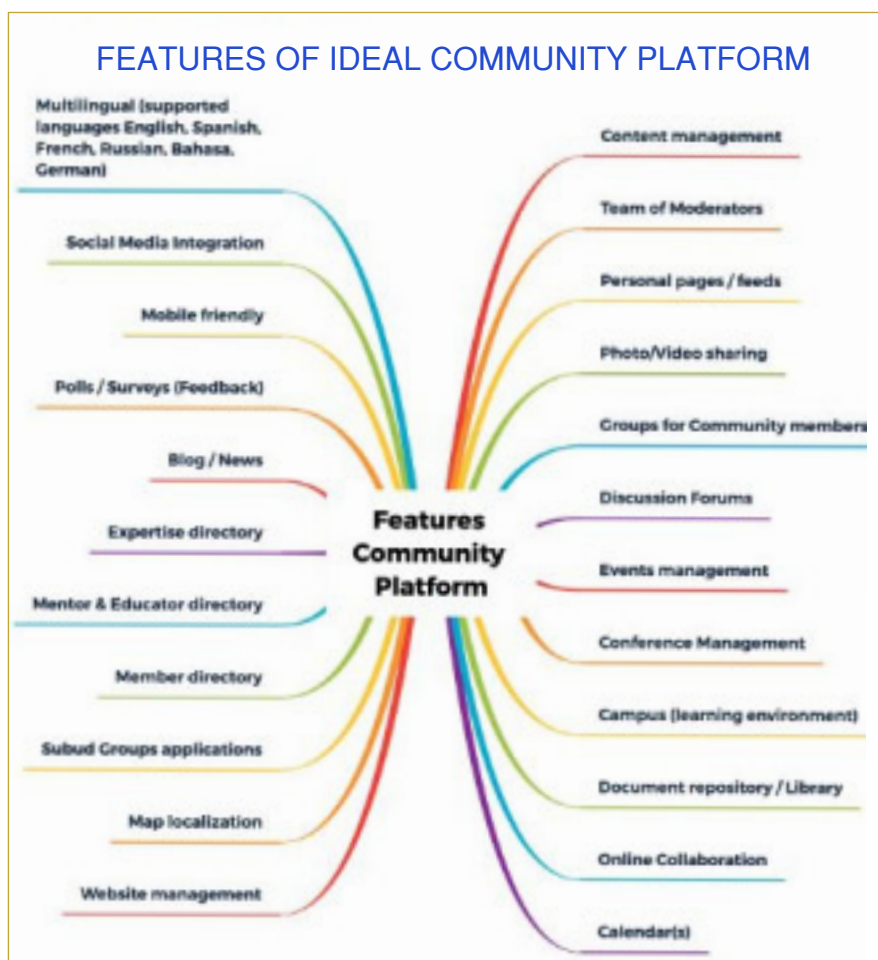 FEATURES OF IDEAL COMMUNITY PLATFORM
Multilingual (supported
languages English, Spanish,
French, Russian, Bahasa,
German)
Social Media Integration
Mobile friendly
Polls / Surveys (Feedback)
Blog / News
Expertise directory
Mentor & Educator directory
Member directory
Subud Groups applications
Map localization
Website management
Features
Community
Platform
Content management
Team of Moderators
Personal pages / feeds
Photo/Video sharing
Groups for Community members
Discussion Forums
Events management
Conference Management
Campus (learning environment)
Document repository / Library
Online Collaboration
Calendar(s)